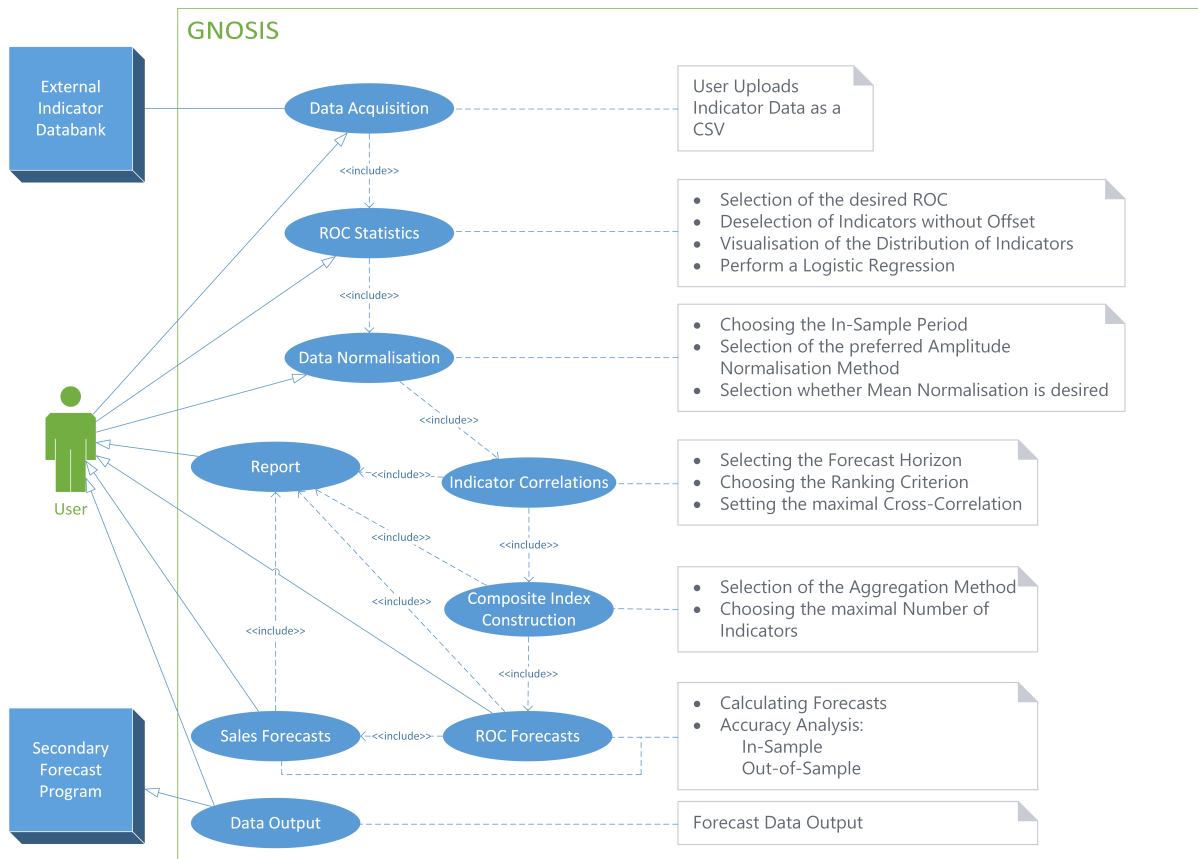 GNOSIS
External
Indicator
Databank
Data Acquisition
User Uploads
Indicator Data as a
CSV
<<include>>
ROC Statistics
• Selection of the desired ROC
• Deselection of Indicators without Offset
• Visualisation of the Distribution of Indicators
• Perform a Logistic Regression
<<include>>
Data Normalisation
• Choosing the In-Sample Period
• Selection of the preferred Amplitude
Normalisation Method
• Selection whether Mean Normalisation is desired
<<include>>
User
Report
<<include>>
Indicator Correlations
• Selecting the Forecast Horizon
• Choosing the Ranking Criterion
• Setting the maximal Cross-Correlation
<<include>>
<<include>>
Composite Index
Construction
• Selection of the Aggregation Method
• Choosing the maximal Number of
Indicators
<<include>>
<<include>>
<<include>>
Sales Forecasts
<<include>>
ROC Forecasts
• Calculating Forecasts
• Accuracy Analysis:
In-Sample
Out-of-Sample
Secondary
Forecast
Program
Data Output
Forecast Data Output